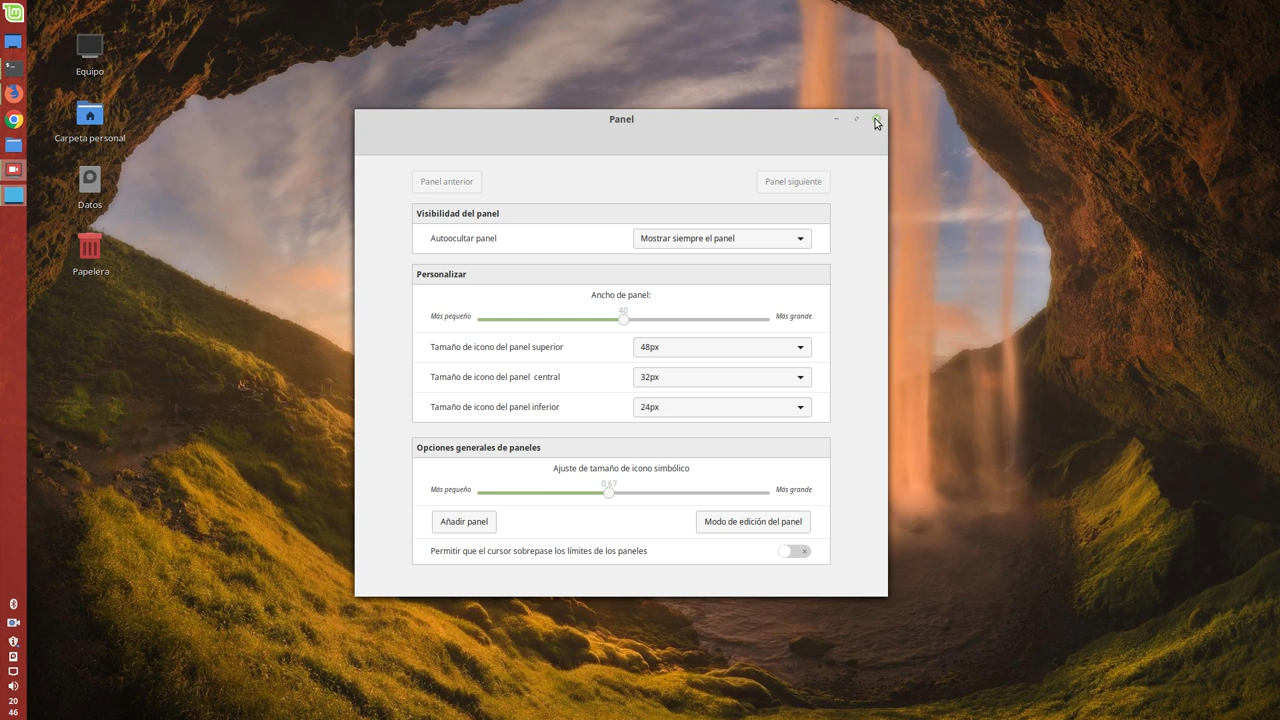 Equipo
Carpeta personal
Datos
Papelera
20
46
Panel
Panel anterior
Panel siguiente
Visibilidad del panel
Autoocultar panel
Mostrar siempre el panel
Personalizar
Ancho de panel:
40
Más pequeño
Más grande
Tamaño de icono del panel superior
48px
Tamaño de icono del panel  central
32px
Tamaño de icono del panel inferior
24px
Opciones generales de paneles
Ajuste de tamaño de icono simbólico
0,67
Más pequeño
Más grande
Añadir panel
Modo de edición del panel
Permitir que el cursor sobrepase los límites de los paneles